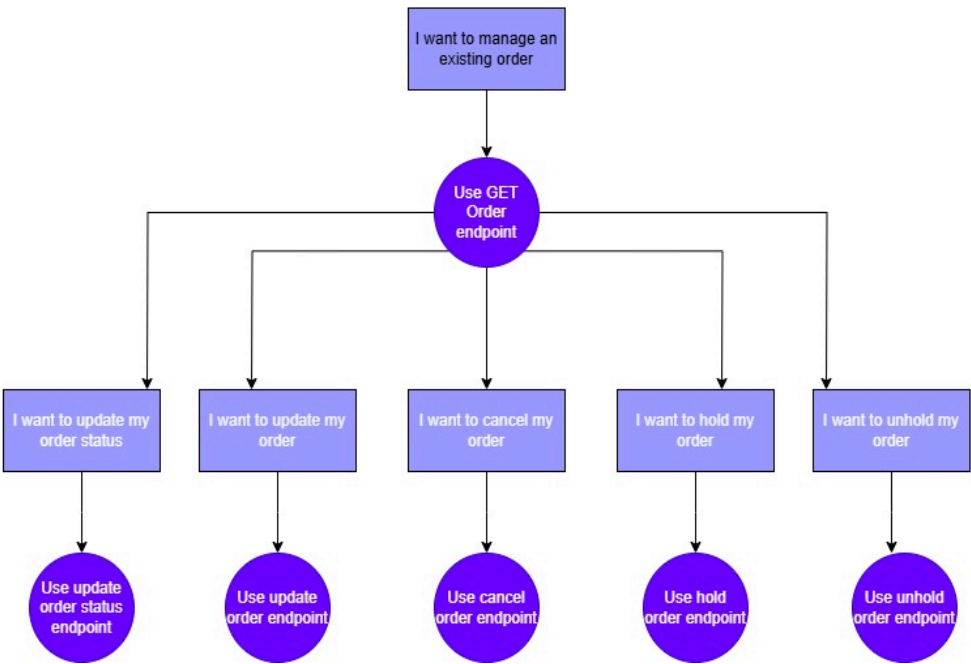 I want to manage an
existing order
Use GET
Order
endpoint
I want to update my
order status
I want to update my
order
I want to cancel my
order
I want to hold my
order
I want to unhold my
order
Use update
order status
endpoint
Use update
order endpoint
Use cancel
order endpoint
Use hold
order endpoint
Use unhold
order endpoint